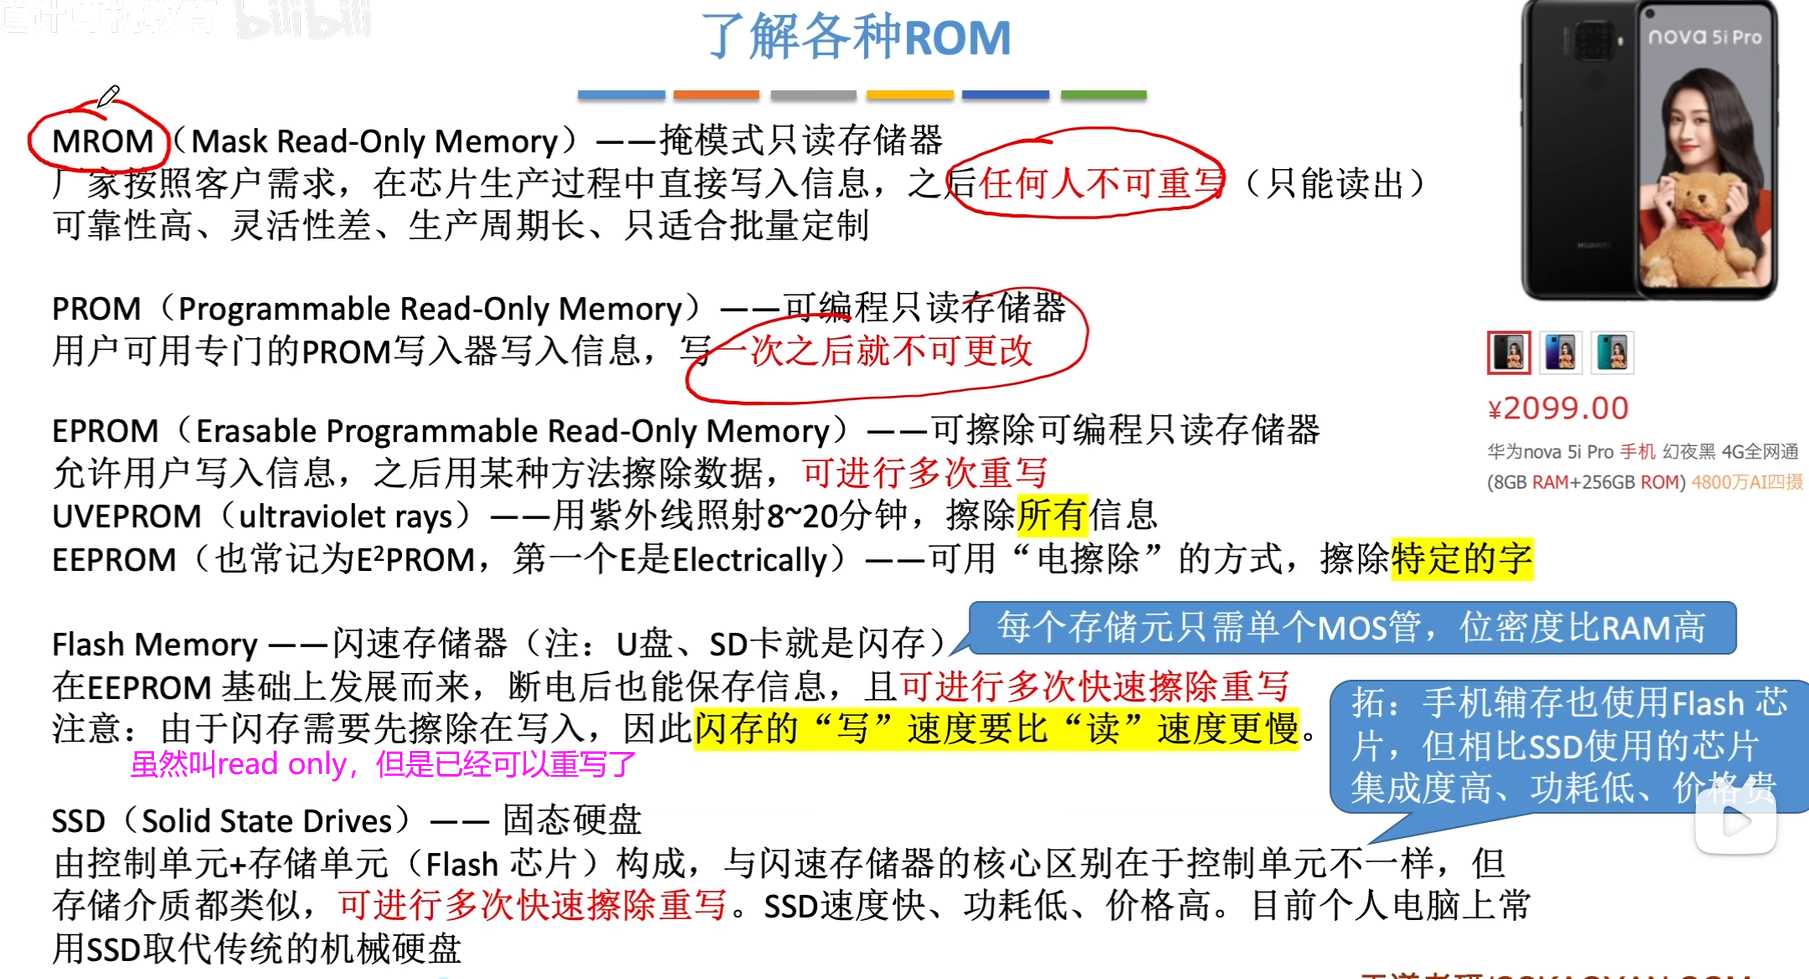 bilibili
了解各种ROM
MROM（Mask Read-Only Memory）——掩模式只读存储器
厂家按照客户需求，在芯片生产过程中直接写入信息，之后任何人不可重写（只能读出）
可靠性高、灵活性差、生产周期长、只适合批量定制
PROM（Programmable Read-Only Memory）——可编程只读存储器
用户可用专门的PROM写入器写入信息，写一次之后就不可更改
EPROM（Erasable Programmable Read-Only Memory）——可擦除可编程只读存储器
允许用户写入信息，之后用某种方法擦除数据，可进行多次重写
UVEPROM（ultraviolet rays）——用紫外线照射8~20分钟，擦除所有信息
EEPROM（也常记为E²PROM，第一个E是Electrically）——可用“电擦除”的方式，擦除特定的字
Flash Memory ——闪速存储器（注：U盘、SD卡就是闪存）
每个存储元只需单个MOS管，位密度比RAM高
在EEPROM 基础上发展而来，断电后也能保存信息，且可进行多次快速擦除重写
注意：由于闪存需要先擦除在写入，因此闪存的“写”速度要比“读”速度更慢。
虽然叫read only，但是已经可以重写了
拓：手机辅存也使用Flash 芯
片，但相比SSD使用的芯片
集成度高、功耗低、价格贵
SSD（Solid State Drives）—— 固态硬盘
由控制单元+存储单元（Flash 芯片）构成，与闪速存储器的核心区别在于控制单元不一样，但
存储介质都类似，可进行多次快速擦除重写。SSD速度快、功耗低、价格高。目前个人电脑上常
用SSD取代传统的机械硬盘
nova 5i Pro
HUAWEI
¥2099.00
华为nova 5i Pro 手机 幻夜黑 4G全网通
(8GB RAM+256GB ROM) 4800万AI四摄